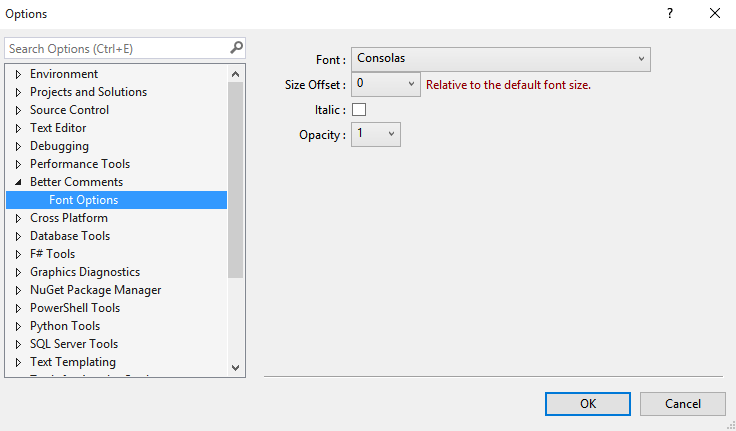 Options
?
Search Options (Ctrl+E)
Environment
Projects and Solutions
Source Control
Text Editor
Debugging
Performance Tools
Better Comments
Font Options
Cross Platform
Database Tools
F# Tools
Graphics Diagnostics
NuGet Package Manager
PowerShell Tools
Python Tools
SQL Server Tools
Text Templating
Font : Consolas
Size Offset : 0 Relative to the default font size.
Italic :
Opacity : 1
OK Cancel